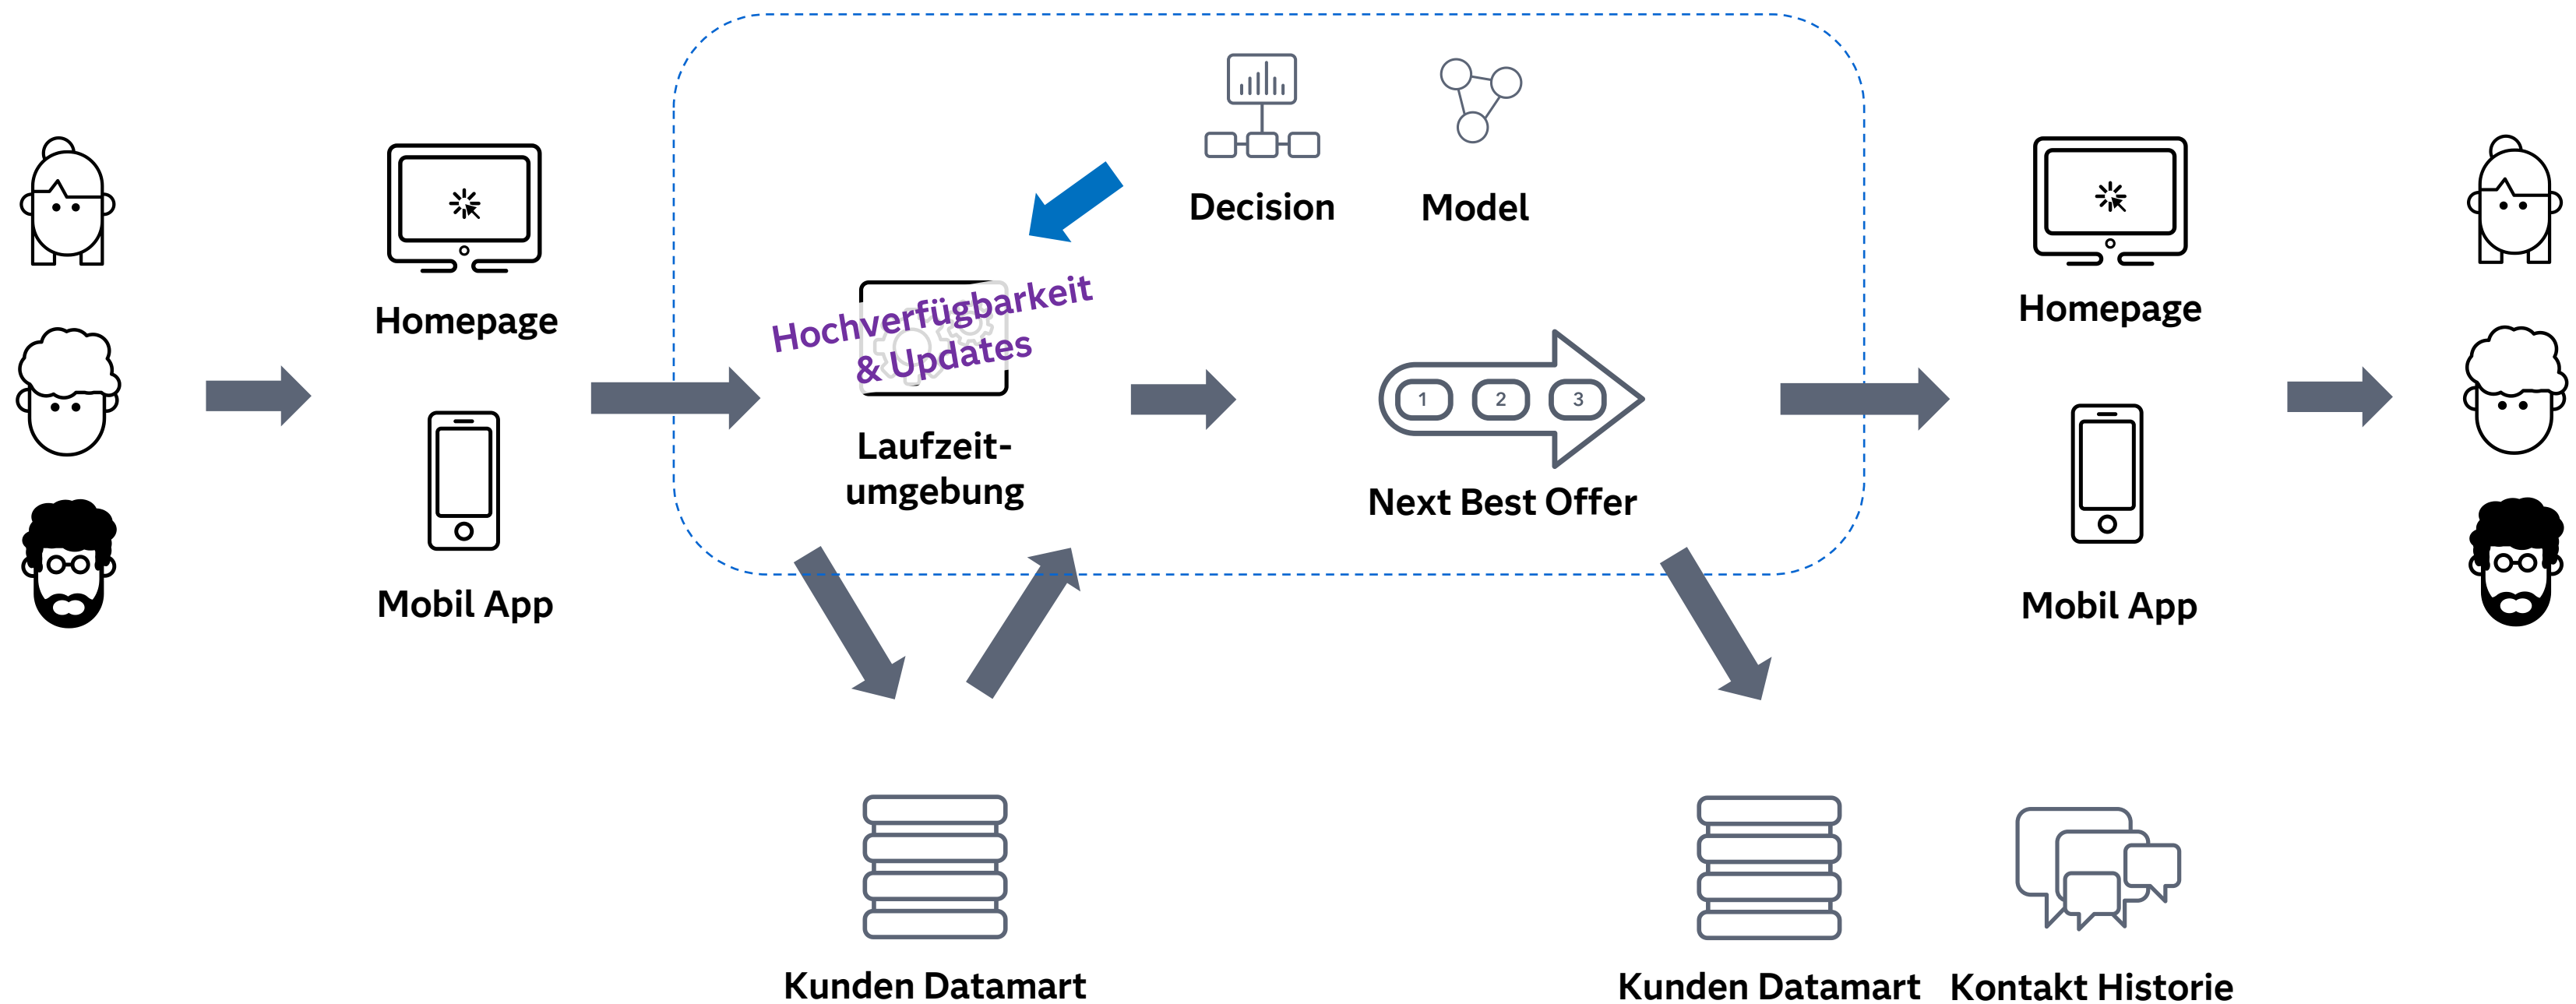 Decision
Model
Homepage
Hochverfügbarkeit
& Updates
Homepage
1
2
3
Laufzeit-
umgebung
Next Best Offer
Mobil App
Mobil App
Kunden Datamart
Kunden Datamart
Kontakt Historie